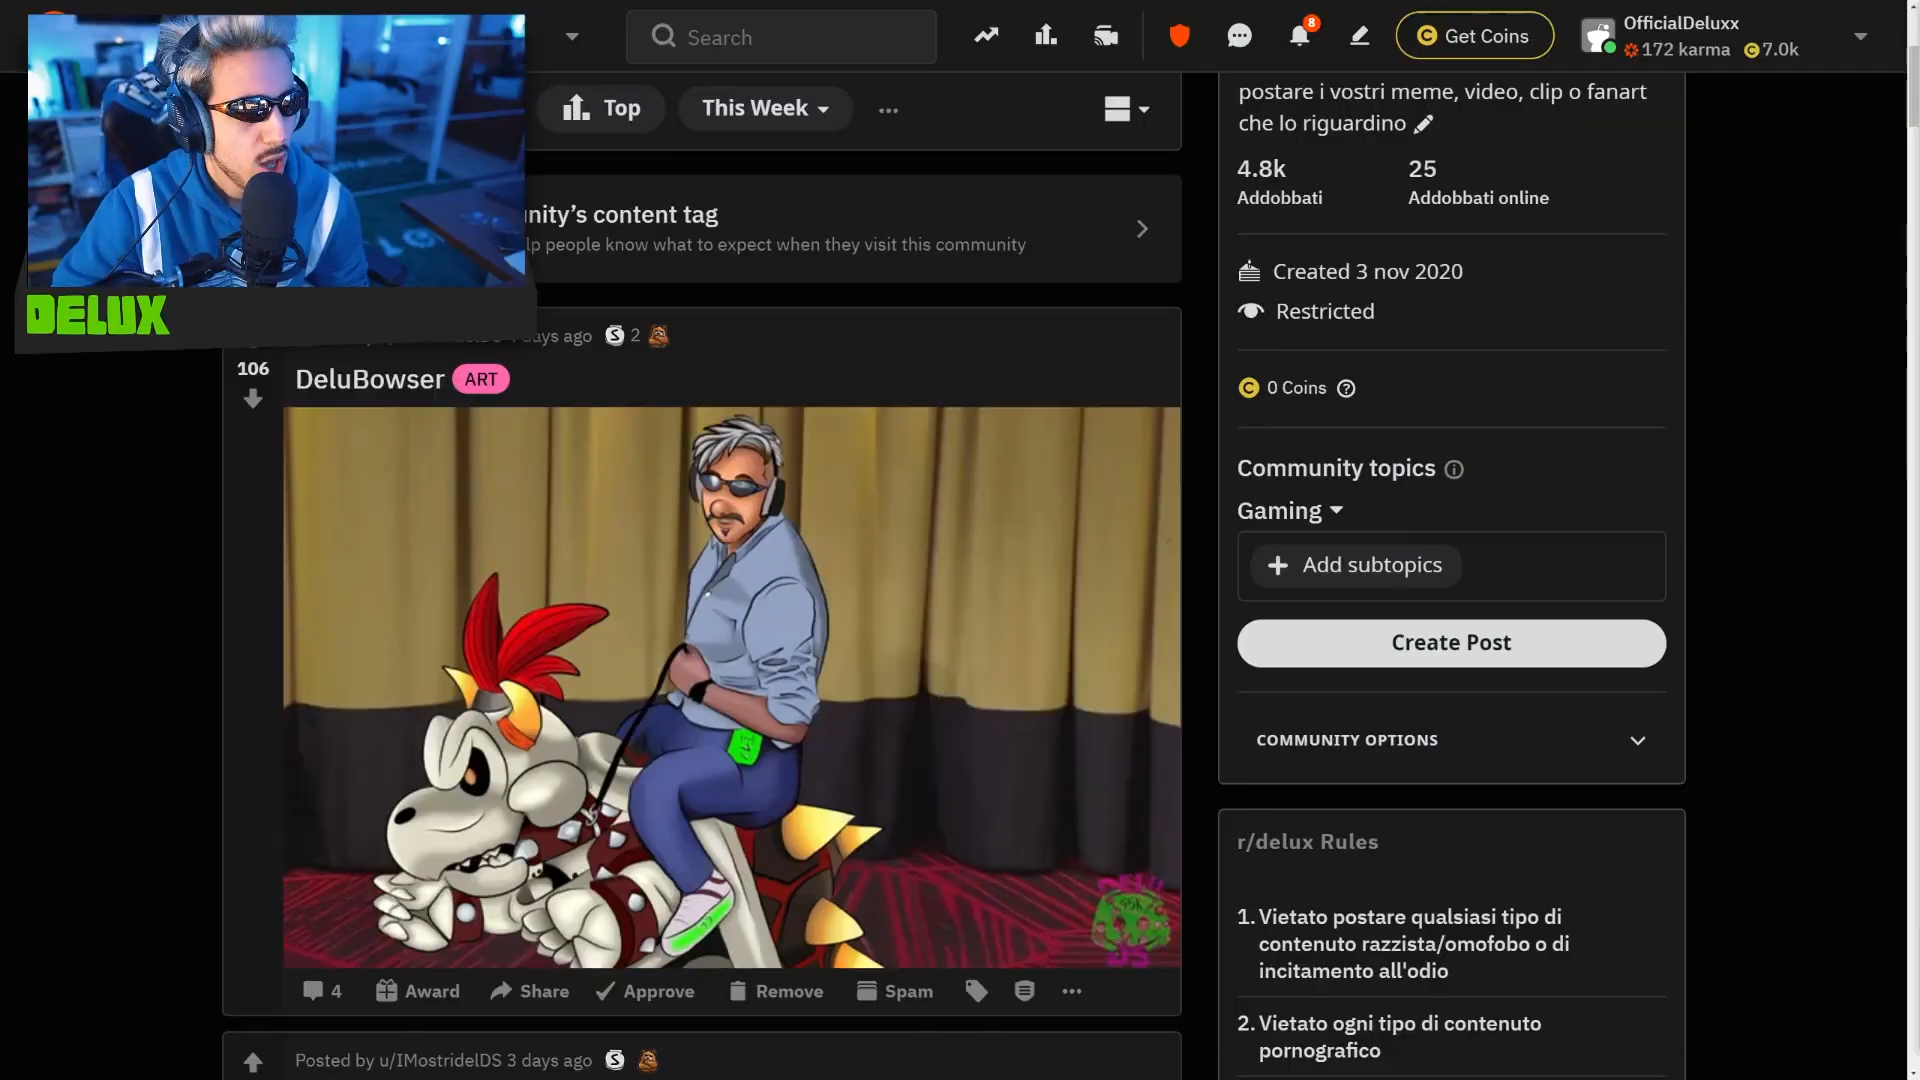 Search
8
Get Coins
OfficialDeluxx
172 karma
7.0k
Top
This Week
postare i vostri meme, video, clip o fanart
che lo riguardino
4.8k
25
Addobbati
Addobbati online
nity's content tag
lp people know what to expect when they visit this community
Created 3 nov 2020
Restricted
DELUX
days ago
2
106
DeluBowser
ART
0 Coins
Community topics
Gaming
Add subtopics
Create Post
COMMUNITY OPTIONS
r/delux Rules
1. Vietato postare qualsiasi tipo di
contenuto razzista/omofobo o di
incitamento all'odio
4
Award
Share
Approve
Remove
Spam
2. Vietato ogni tipo di contenuto
pornografico
Posted by u/IMostridelDS 3 days ago